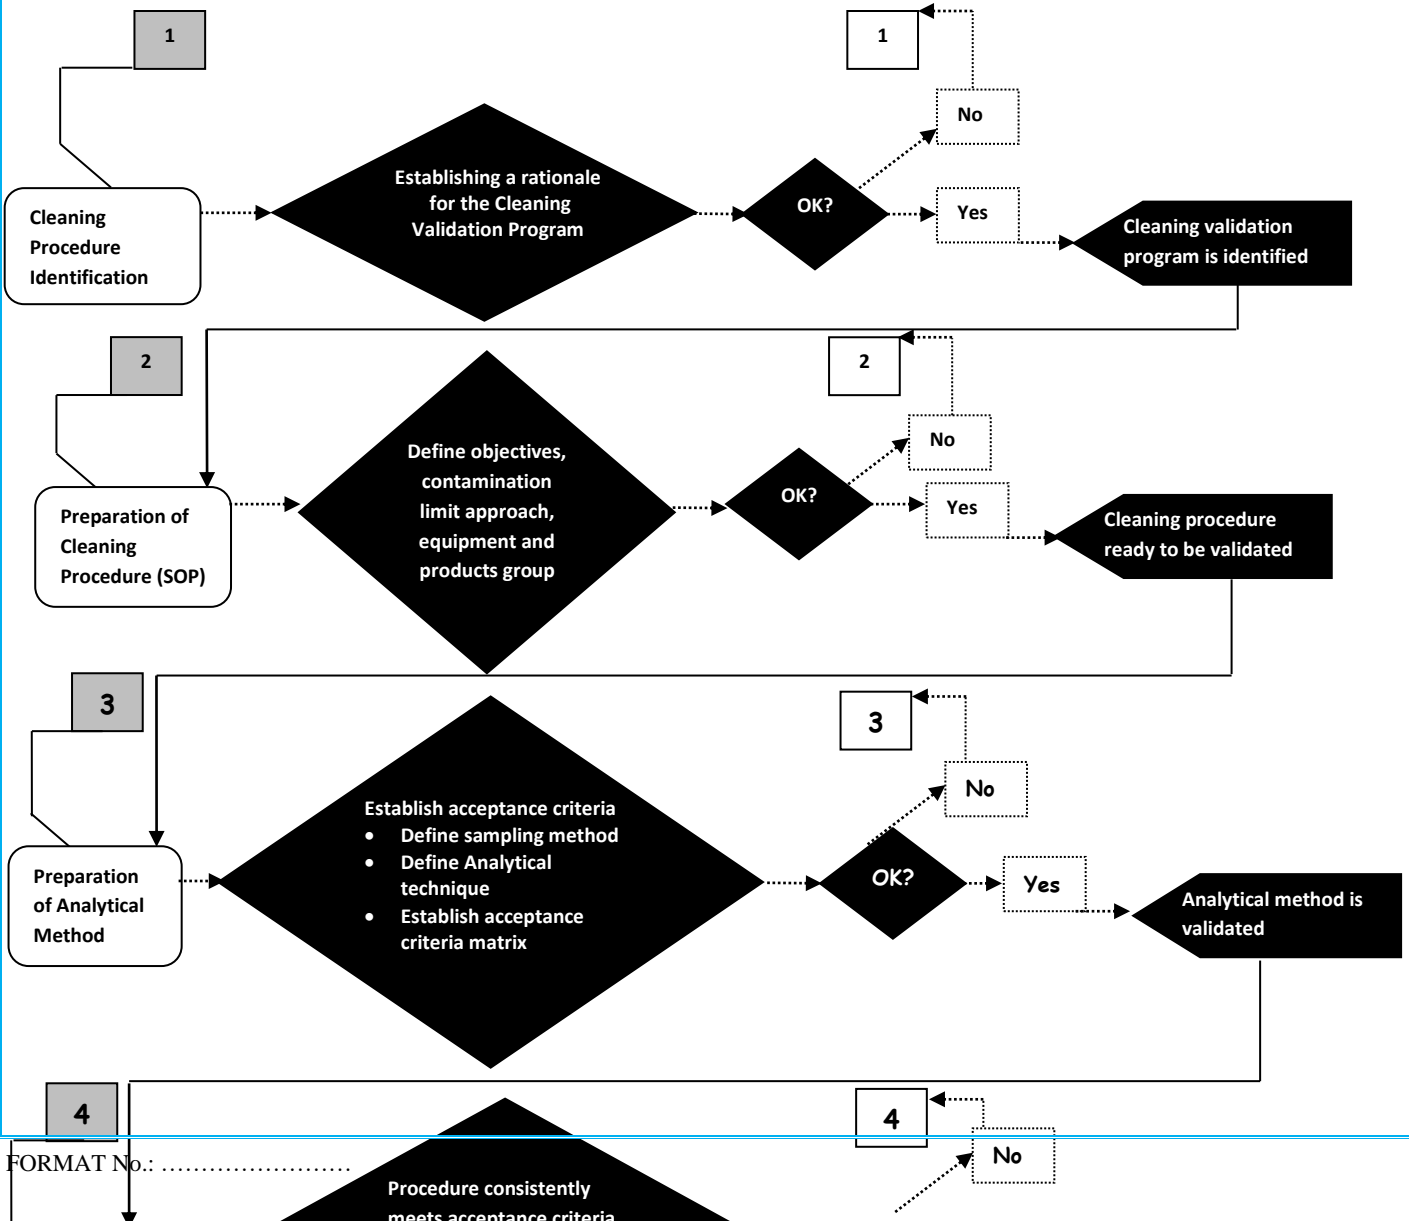 1
1
No
Establishing a rationale
for the Cleaning
Validation Program
OK?
Yes
Cleaning
Procedure
Identification
Cleaning validation
program is identified
2
2
No
Define objectives,
contamination
limit approach,
equipment and
products group
OK?
Yes
Preparation of
Cleaning
Procedure (SOP)
Cleaning procedure
ready to be validated
3
3
No
Establish acceptance criteria
• Define sampling method
• Define Analytical
technique
• Establish acceptance
criteria matrix
OK?
Yes
Preparation
of Analytical
Method
Analytical method is
validated
4
4
No
FORMAT No.: ……………………
Procedure consistently
meets acceptance criteria